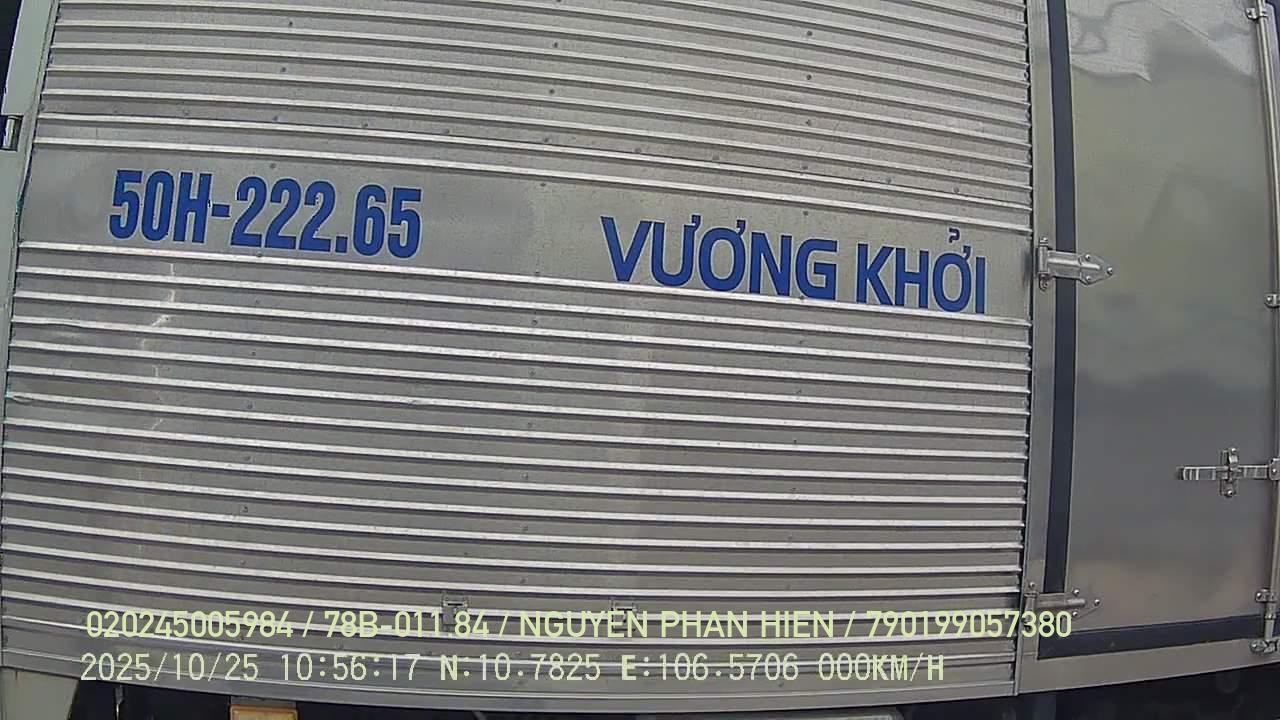 50H-222.65
VƯƠNG KHỞI
020245005984 / 78B-011.84 / NGUYEN PHAN HIEN / 790199057380
2025/10/25 10:56:17 N:10.7825 E:106.5706 000KM/H